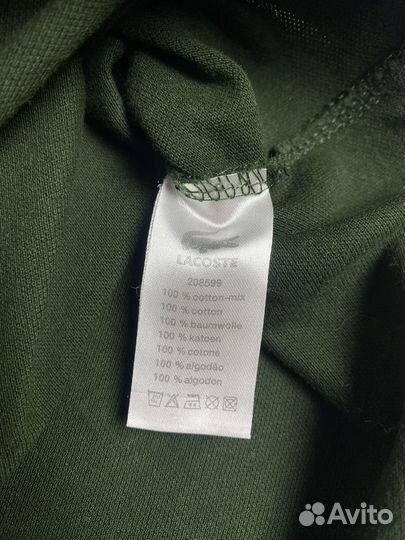 LACOSTE
208599
100 % cotton-mix
100 % cotton
100 % baumwolle
100 % katoen
100 % cotone
100 % algodão
100 % algodon
Avito